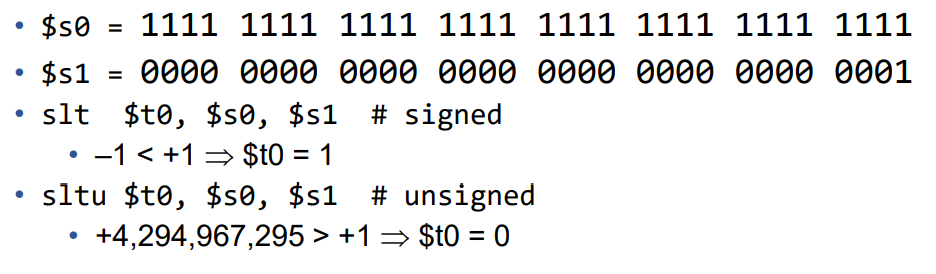 • $s0 = 1111 1111 1111 1111 1111 1111 1111 1111
• $s1 = 0000 0000 0000 0000 0000 0000 0000 0001
• slt $t0, $s0, $s1 # signed
• –1 < +1 ⇒ $t0 = 1
• sltu $t0, $s0, $s1 # unsigned
• +4,294,967,295 > +1 ⇒ $t0 = 0